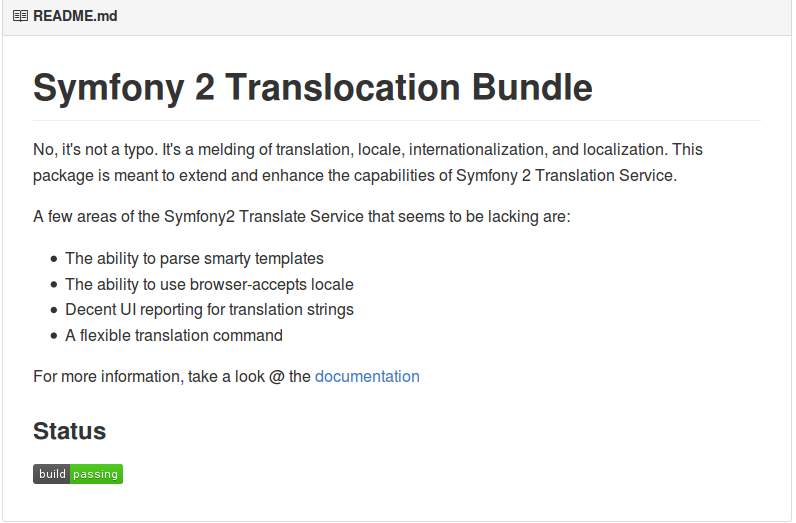 README.md
Symfony 2 Translocation Bundle
No, it's not a typo. It's a melding of translation, locale, internationalization, and localization. This
package is meant to extend and enhance the capabilities of Symfony 2 Translation Service.
A few areas of the Symfony2 Translate Service that seems to be lacking are:
• The ability to parse smarty templates
• The ability to use browser-accepts locale
• Decent UI reporting for translation strings
• A flexible translation command
For more information, take a look @ the documentation
Status
build passing